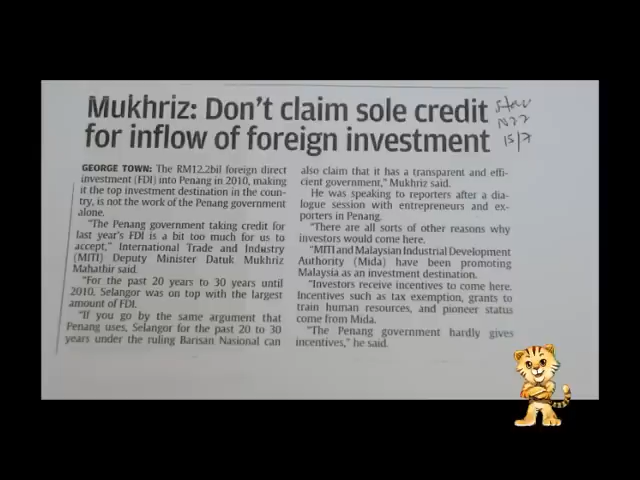 Mukhriz: Don't claim sole credit
for inflow of foreign investment
Star
N22
15/7
GEORGE TOWN: The RM12.2bil foreign direct
investment (FDI) into Penang in 2010, making
it the top investment destination in the coun-
try, is not the work of the Penang government
alone.
"The Penang government taking credit for
last year's FDI is a bit too much for us to
accept," International Trade and Industry
(MITI) Deputy Minister Datuk Mukhriz
Mahathir said.
"For the past 20 years to 30 years until
2010, Selangor was on top with the largest
amount of FDI.
"If you go by the same argument that
Penang uses, Selangor for the past 20 to 30
years under the ruling Barisan Nasional can
also claim that it has a transparent and effi-
cient government," Mukhriz said.
He was speaking to reporters after a dia-
logue session with entrepreneurs and ex-
porters in Penang.
"There are all sorts of other reasons why
investors would come here.
"MITI and Malaysian Industrial Development
Authority (Mida) have been promoting
Malaysia as an investment destination.
"Investors receive incentives to come here.
Incentives such as tax exemption, grants to
train human resources, and pioneer status
come from Mida.
"The Penang government hardly gives
incentives," he said.